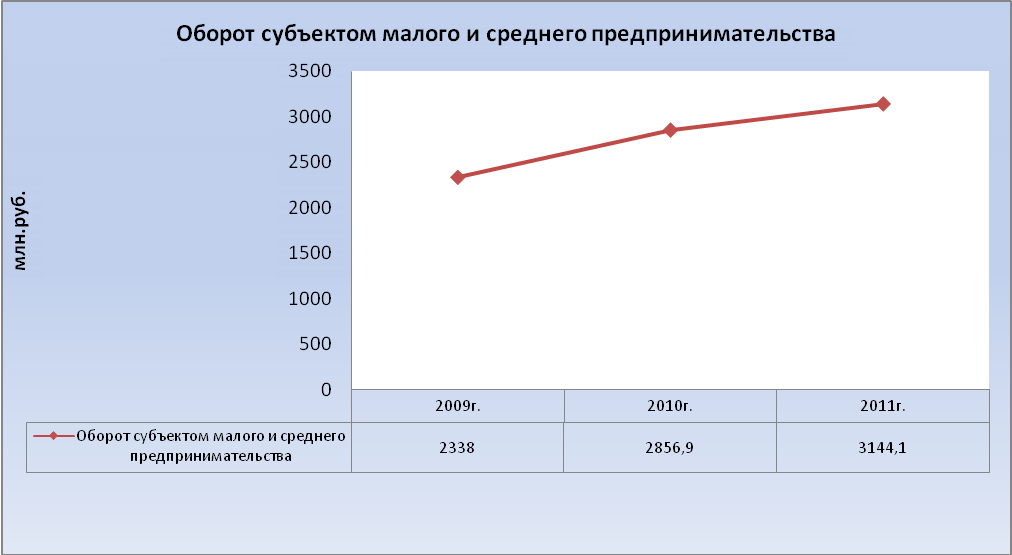 Оборот субъектом малого и среднего предпринимательства
млн.руб.
3500
3000
2500
2000
1500
1000
500
0
2009г. 2010г. 2011г.
Оборот субъектом малого и среднего
предпринимательства
2338 2856,9 3144,1